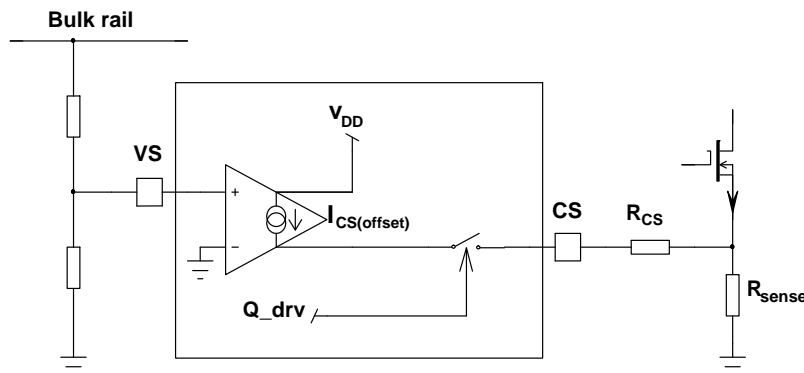 Bulk rail
VDD
VS
+
ICS(offset)
CS
RCS
−
Q_drv
Rsense